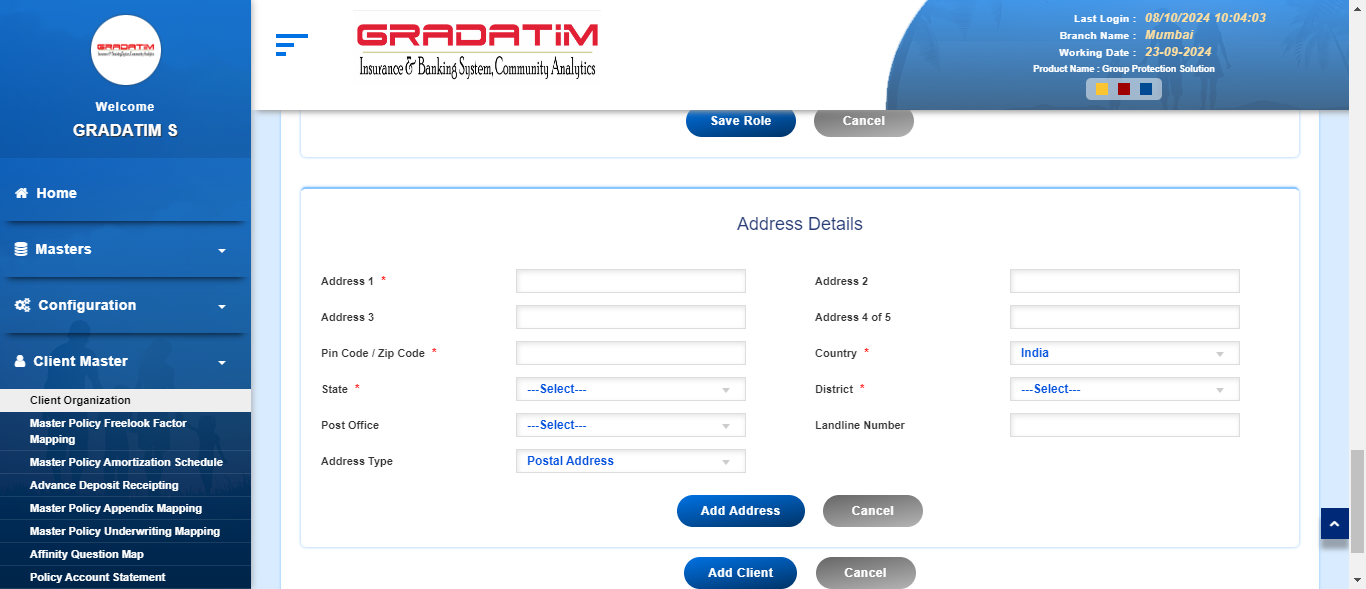 GRADATIM
Insurance & Banking System, Community Analytics
Welcome
GRADATIM S
Home
Masters
Configuration
Client Master
Client Organization
Master Policy Freelook Factor
Mapping
Master Policy Amortization Schedule
Advance Deposit Receipting
Master Policy Appendix Mapping
Master Policy Underwriting Mapping
Affinity Question Map
Policy Account Statement
GRADATIM
Insurance & Banking System, Community Analytics
Last Login : 08/10/2024 10:04:03
Branch Name : Mumbai
Working Date : 23-09-2024
Product Name : Group Protection Solution
Save Role Cancel
Address Details
Address 1 * Address 2
Address 3 Address 4 of 5
Pin Code / Zip Code * Country * India
State * ---Select--- District * ---Select---
Post Office ---Select--- Landline Number
Address Type Postal Address
Add Address Cancel
Add Client Cancel